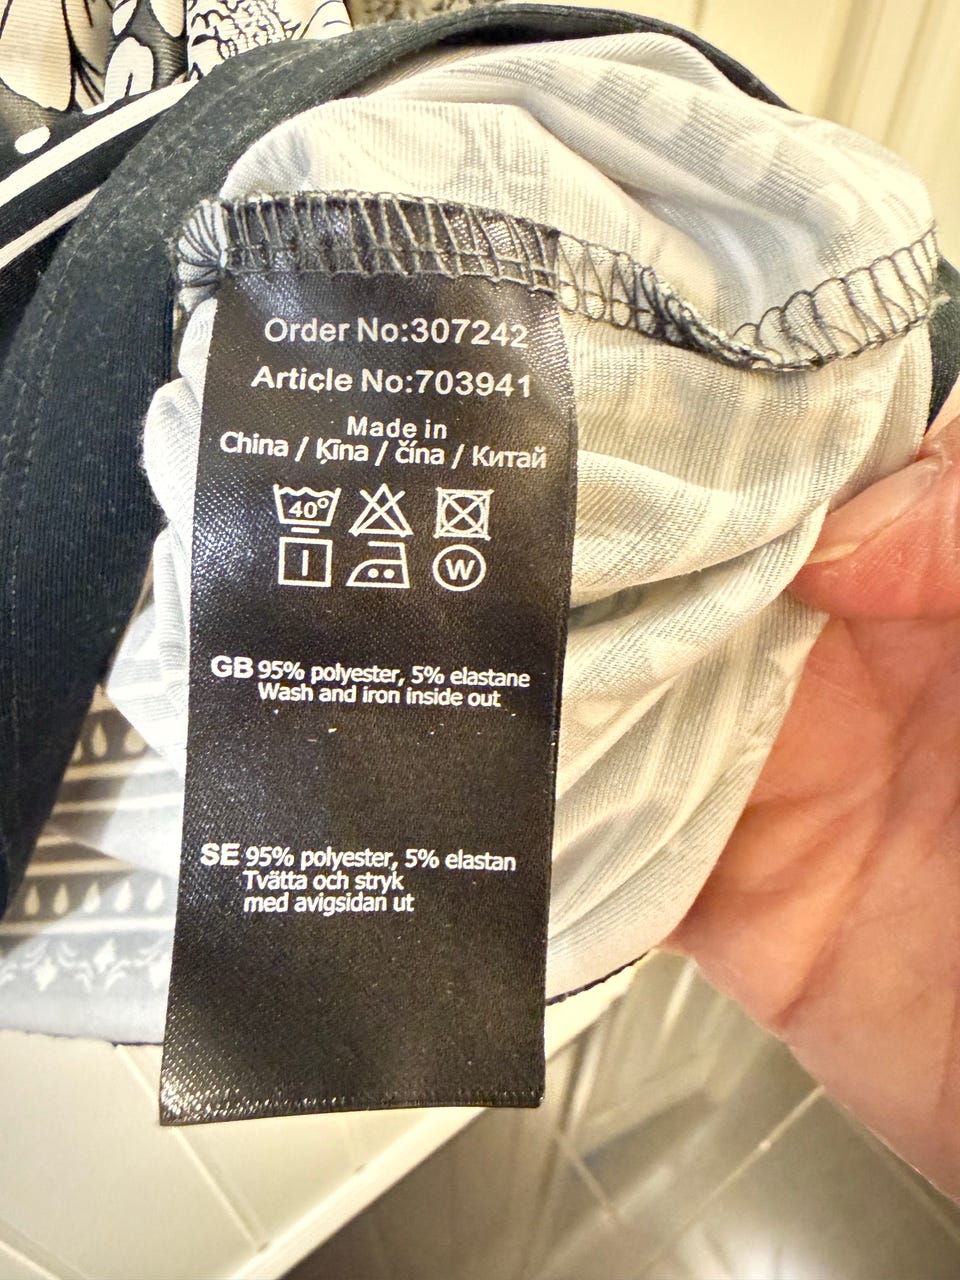 Order No:307242
Article No:703941
Made in
China / Ķīna / čína / Китай
40°
W
GB 95% polyester, 5% elastane
Wash and iron inside out
SE 95% polyester, 5% elastan
Tvätta och stryk
med avigsidan ut